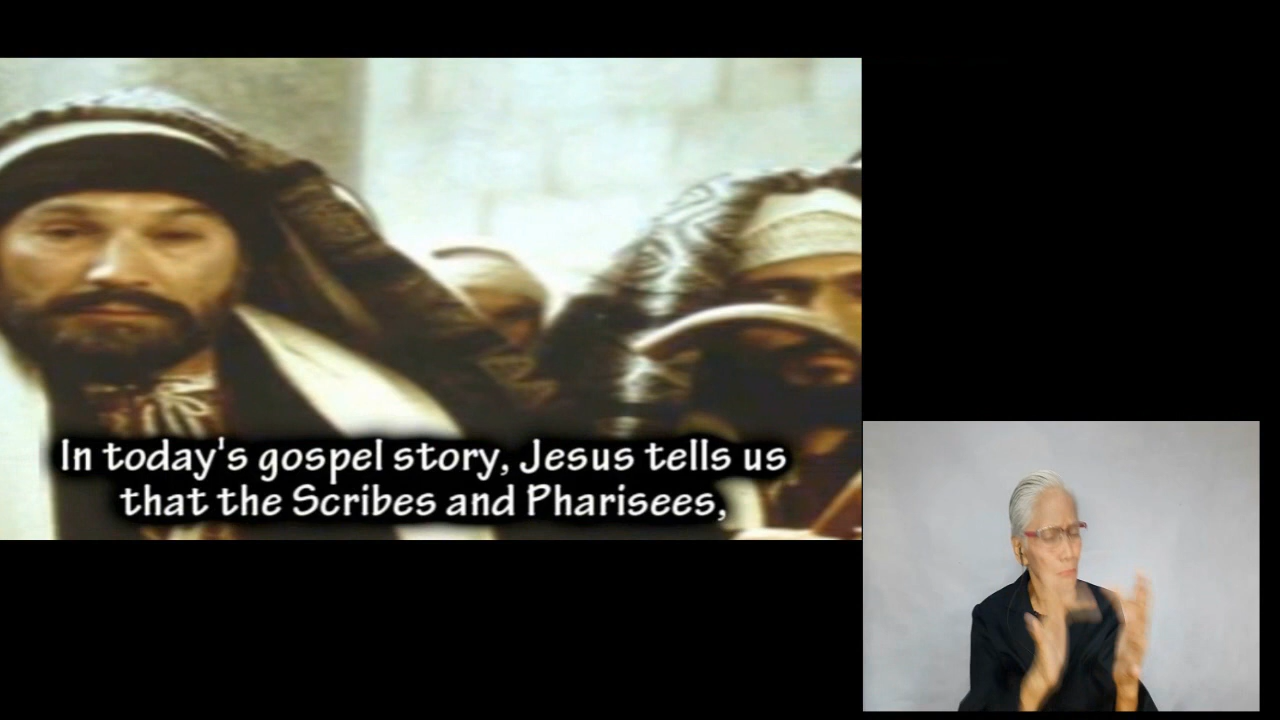 In today's gospel story, Jesus tells us
that the Scribes and Pharisees,